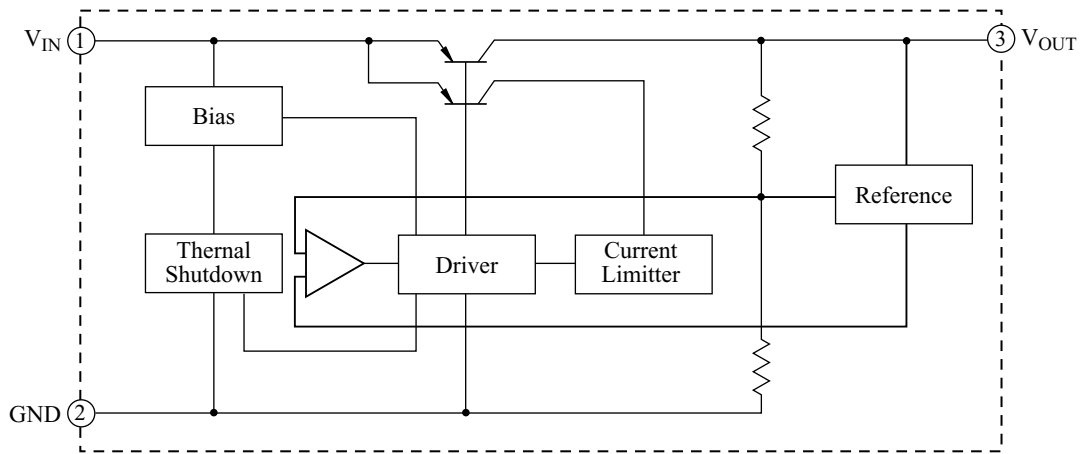 VIN 1
3 VOUT
Bias
Reference
Thernal
Shutdown
Driver
Current
Limitter
GND 2